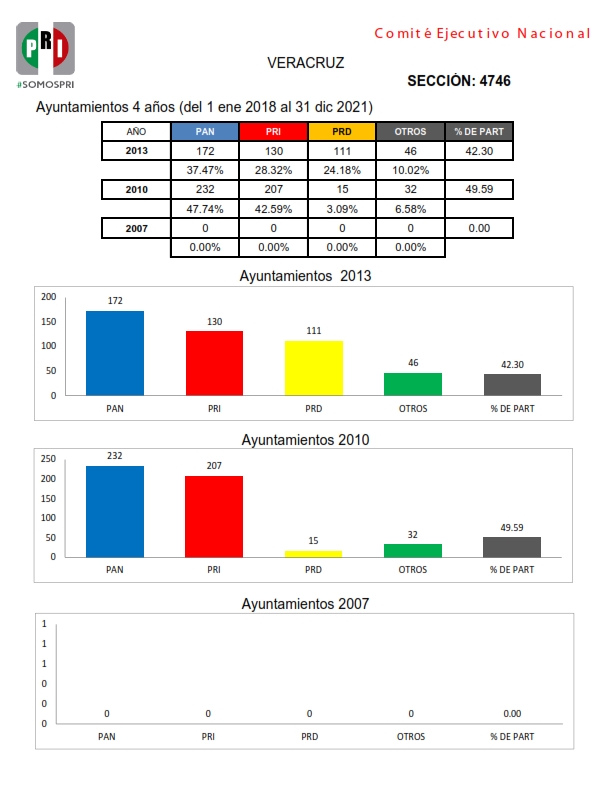 Comité Ejecutivo Nacional
PRI
#SOMOSPRI
VERACRUZ
SECCIÓN: 4746
Ayuntamientos 4 años (del 1 ene 2018 al 31 dic 2021)
AÑO PAN PRI PRD OTROS % DE PART
2013 172 130 111 46 42.30
37.47% 28.32% 24.18% 10.02%
2010 232 207 15 32 49.59
47.74% 42.59% 3.09% 6.58%
2007 0 0 0 0 0.00
0.00% 0.00% 0.00% 0.00%
Ayuntamientos 2013
200
150
100
50
0
172 130 111 46 42.30
PAN PRI PRD OTROS % DE PART
Ayuntamientos 2010
250
200
150
100
50
0
232 207 15 32 49.59
PAN PRI PRD OTROS % DE PART
Ayuntamientos 2007
1
1
1
0
0
0
0 0 0 0 0.00
PAN PRI PRD OTROS % DE PART